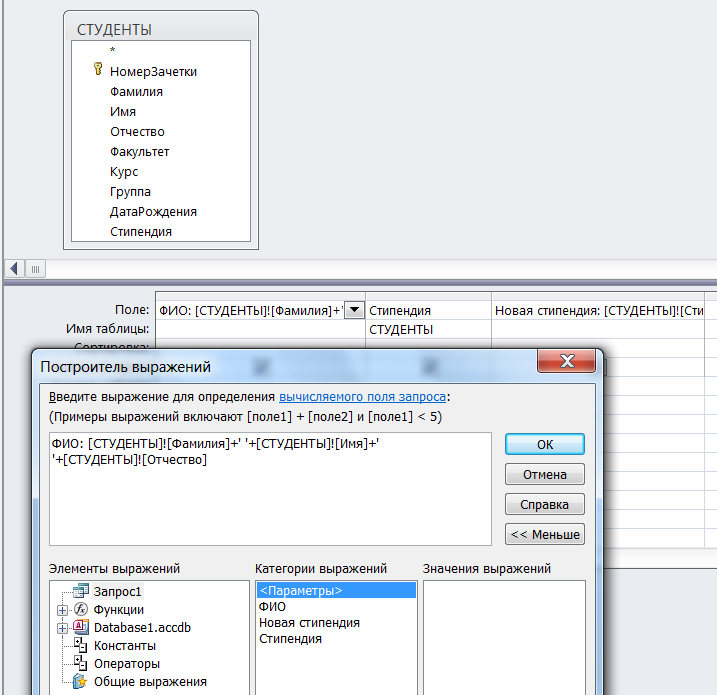 СТУДЕНТЫ
*
НомерЗачетки
Фамилия
Имя
Отчество
Факультет
Курс
Группа
ДатаРождения
Стипендия
Поле: ФИО: [СТУДЕНТЫ]![Фамилия]+' Стипендия Новая стипендия: [СТУДЕНТЫ]![Сти
Имя таблицы: СТУДЕНТЫ
Сортировка:
Построитель выражений
Введите выражение для определения вычисляемого поля запроса:
(Примеры выражений включают [поле1] + [поле2] и [поле1] < 5)
ФИО: [СТУДЕНТЫ]![Фамилия]+' '+[СТУДЕНТЫ]![Имя]+'
'+[СТУДЕНТЫ]![Отчество]
ОК
Отмена
Справка
<< Меньше
Элементы выражений
Запрос1
Функции
Database1.accdb
Константы
Операторы
Общие выражения
Категории выражений
<Параметры>
ФИО
Новая стипендия
Стипендия
Значения выражений